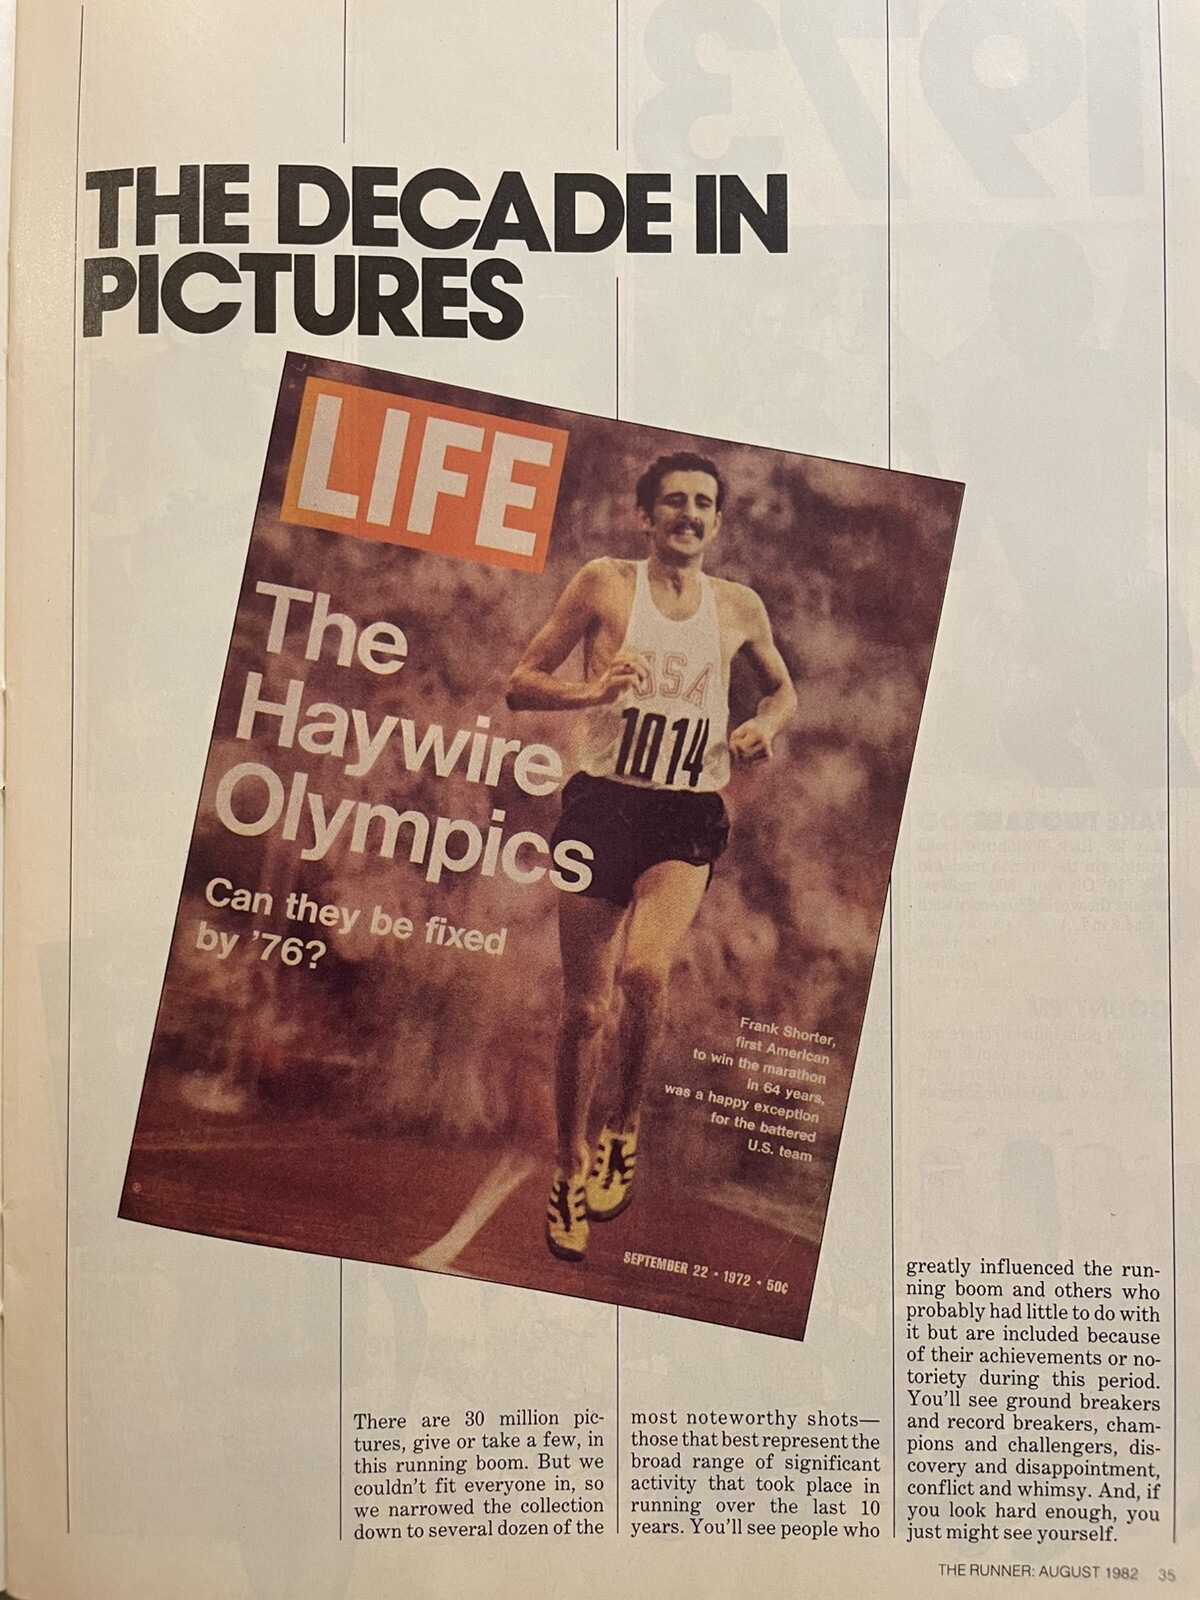 THE DECADE IN
PICTURES
LIFE
The
Haywire
Olympics
Can they be fixed
by '76?
USA
1014
Frank Shorter,
first American
to win the marathon
in 64 years,
was a happy exception
for the battered
U.S. team
SEPTEMBER 22 • 1972 • 50¢
There are 30 million pic-
tures, give or take a few, in
this running boom. But we
couldn't fit everyone in, so
we narrowed the collection
down to several dozen of the
most noteworthy shots—
those that best represent the
broad range of significant
activity that took place in
running over the last 10
years. You'll see people who
greatly influenced the run-
ning boom and others who
probably had little to do with
it but are included because
of their achievements or no-
toriety during this period.
You'll see ground breakers
and record breakers, cham-
pions and challengers, dis-
covery and disappointment,
conflict and whimsy. And, if
you look hard enough, you
just might see yourself.
THE RUNNER: AUGUST 1982 35
1973